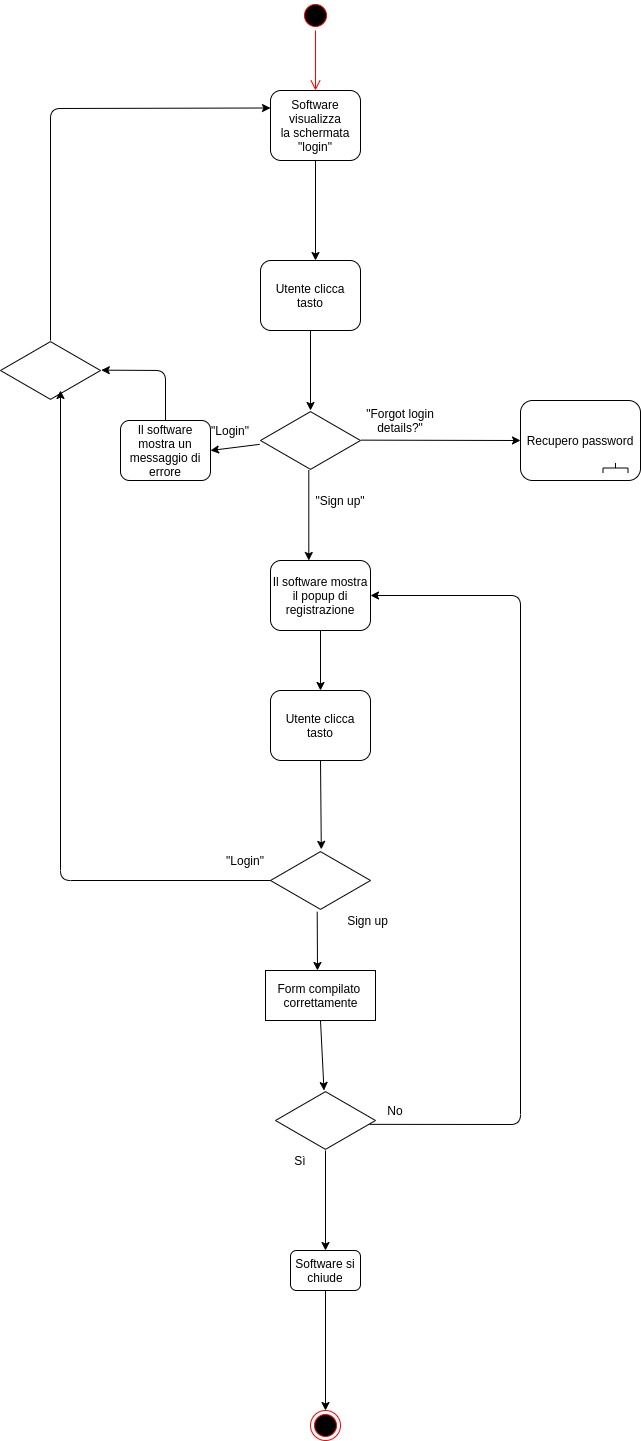 Software
visualizza
la schermata
"login"
Utente clicca
tasto
"Forgot login
details?"
"Login"
Il software
mostra un
messaggio di
errore
Recupero password
"Sign up"
Il software mostra
il popup di
registrazione
Utente clicca
tasto
"Login"
Sign up
Form compilato
correttamente
No
Sì
Software si
chiude